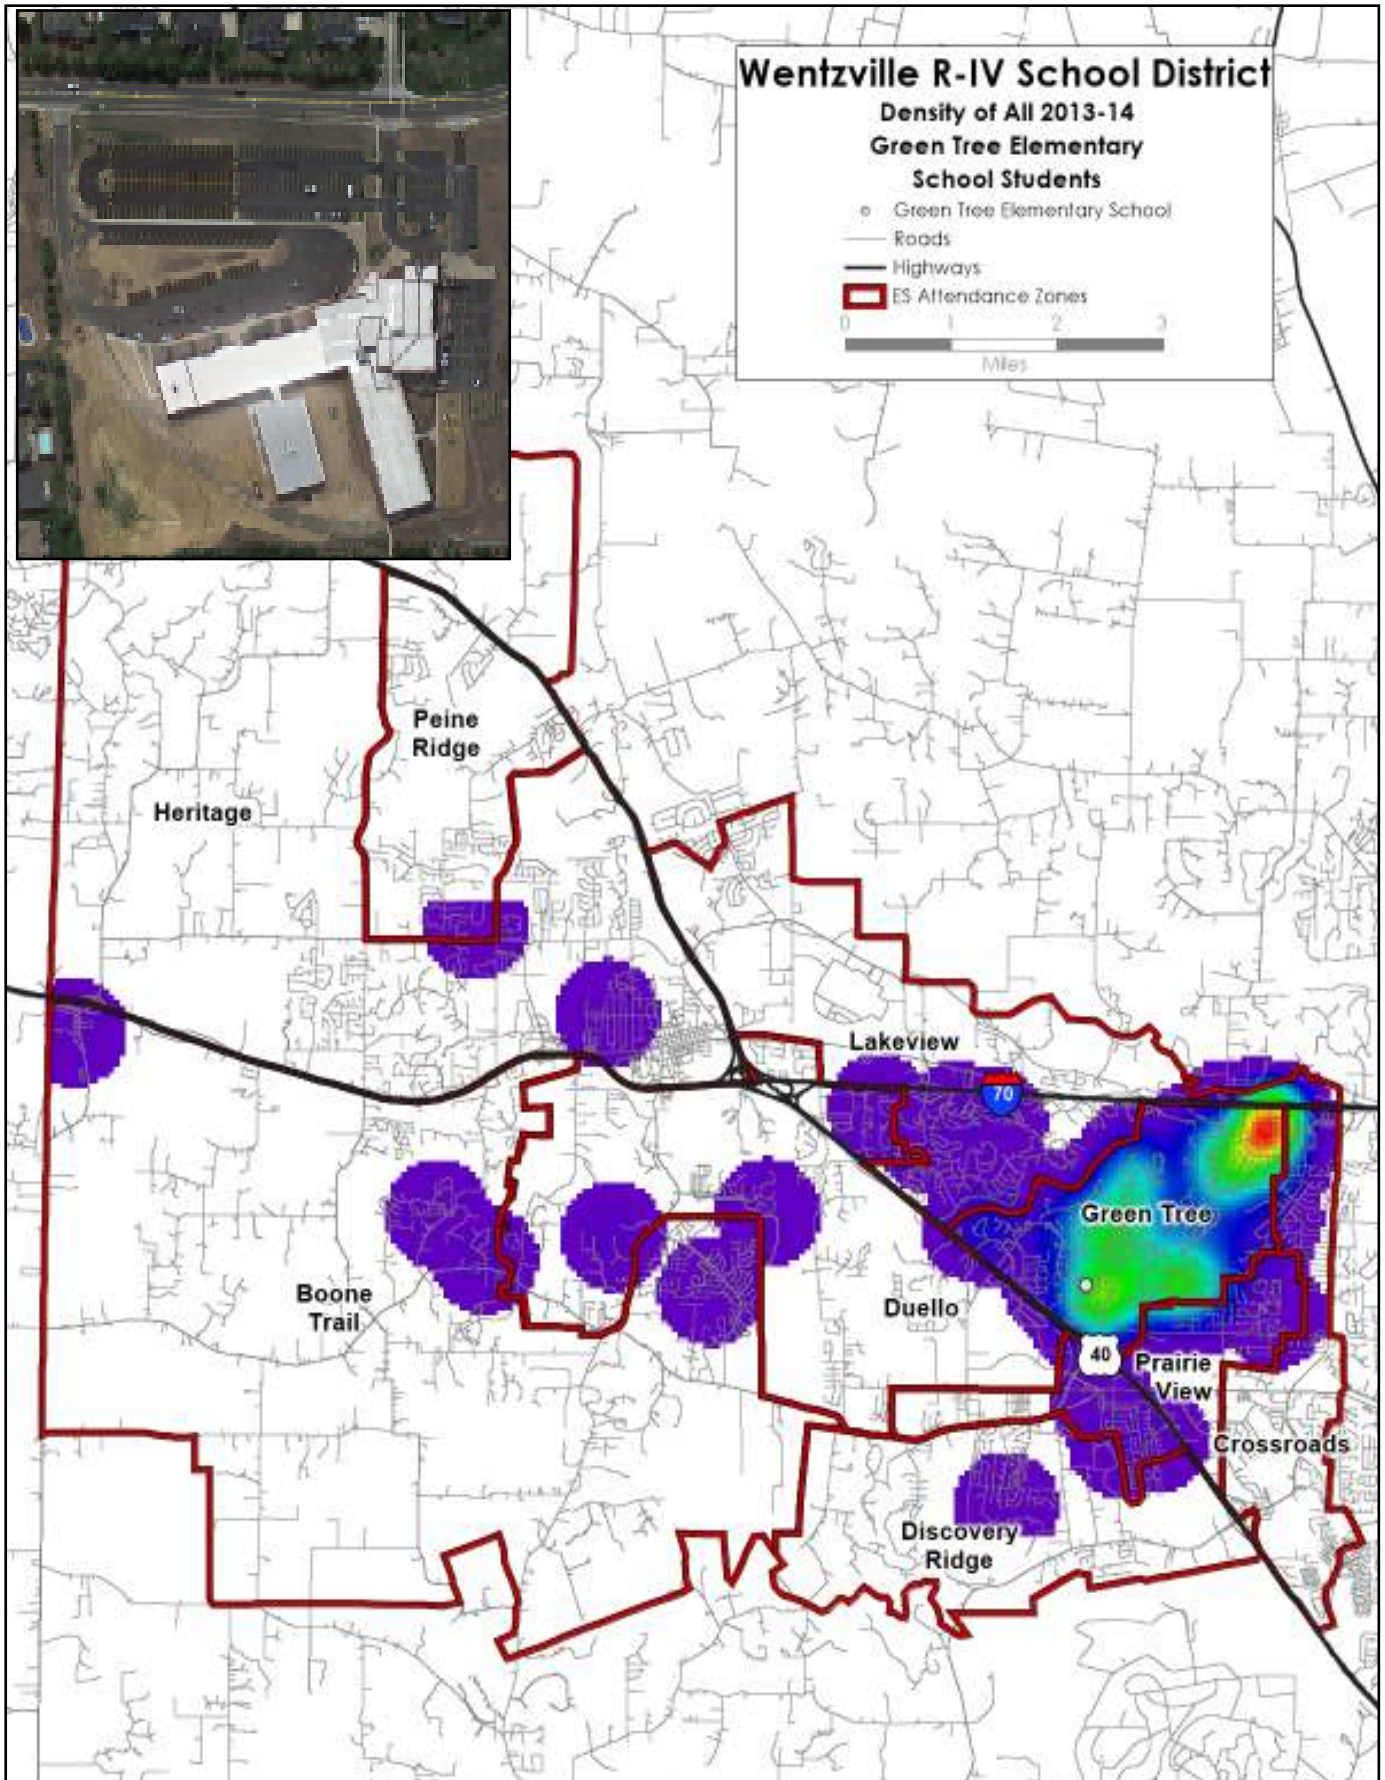 Wentzville R-IV School District
Density of All 2013-14
Green Tree Elementary
School Students
Green Tree Elementary School
Roads
Highways
ES Attendance Zones
0 1 2 3
Miles
Peine
Ridge
Heritage
Lakeview
70
Green Tree
Boone
Trail
Duello
40
Prairie
View
Crossroads
Discovery
Ridge